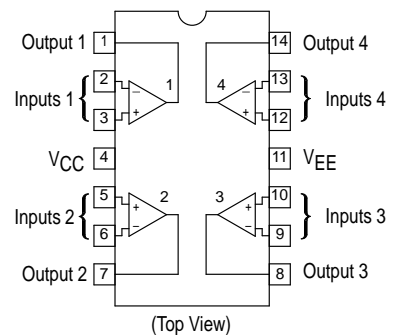 Output 1 1 14 Output 4
2 1 4 13
Inputs 1 { − + − + } Inputs 4
3 12
VCC 4 11 VEE
5 2 3 10
Inputs 2 { + − + − } Inputs 3
6 9
Output 2 7 8 Output 3
(Top View)